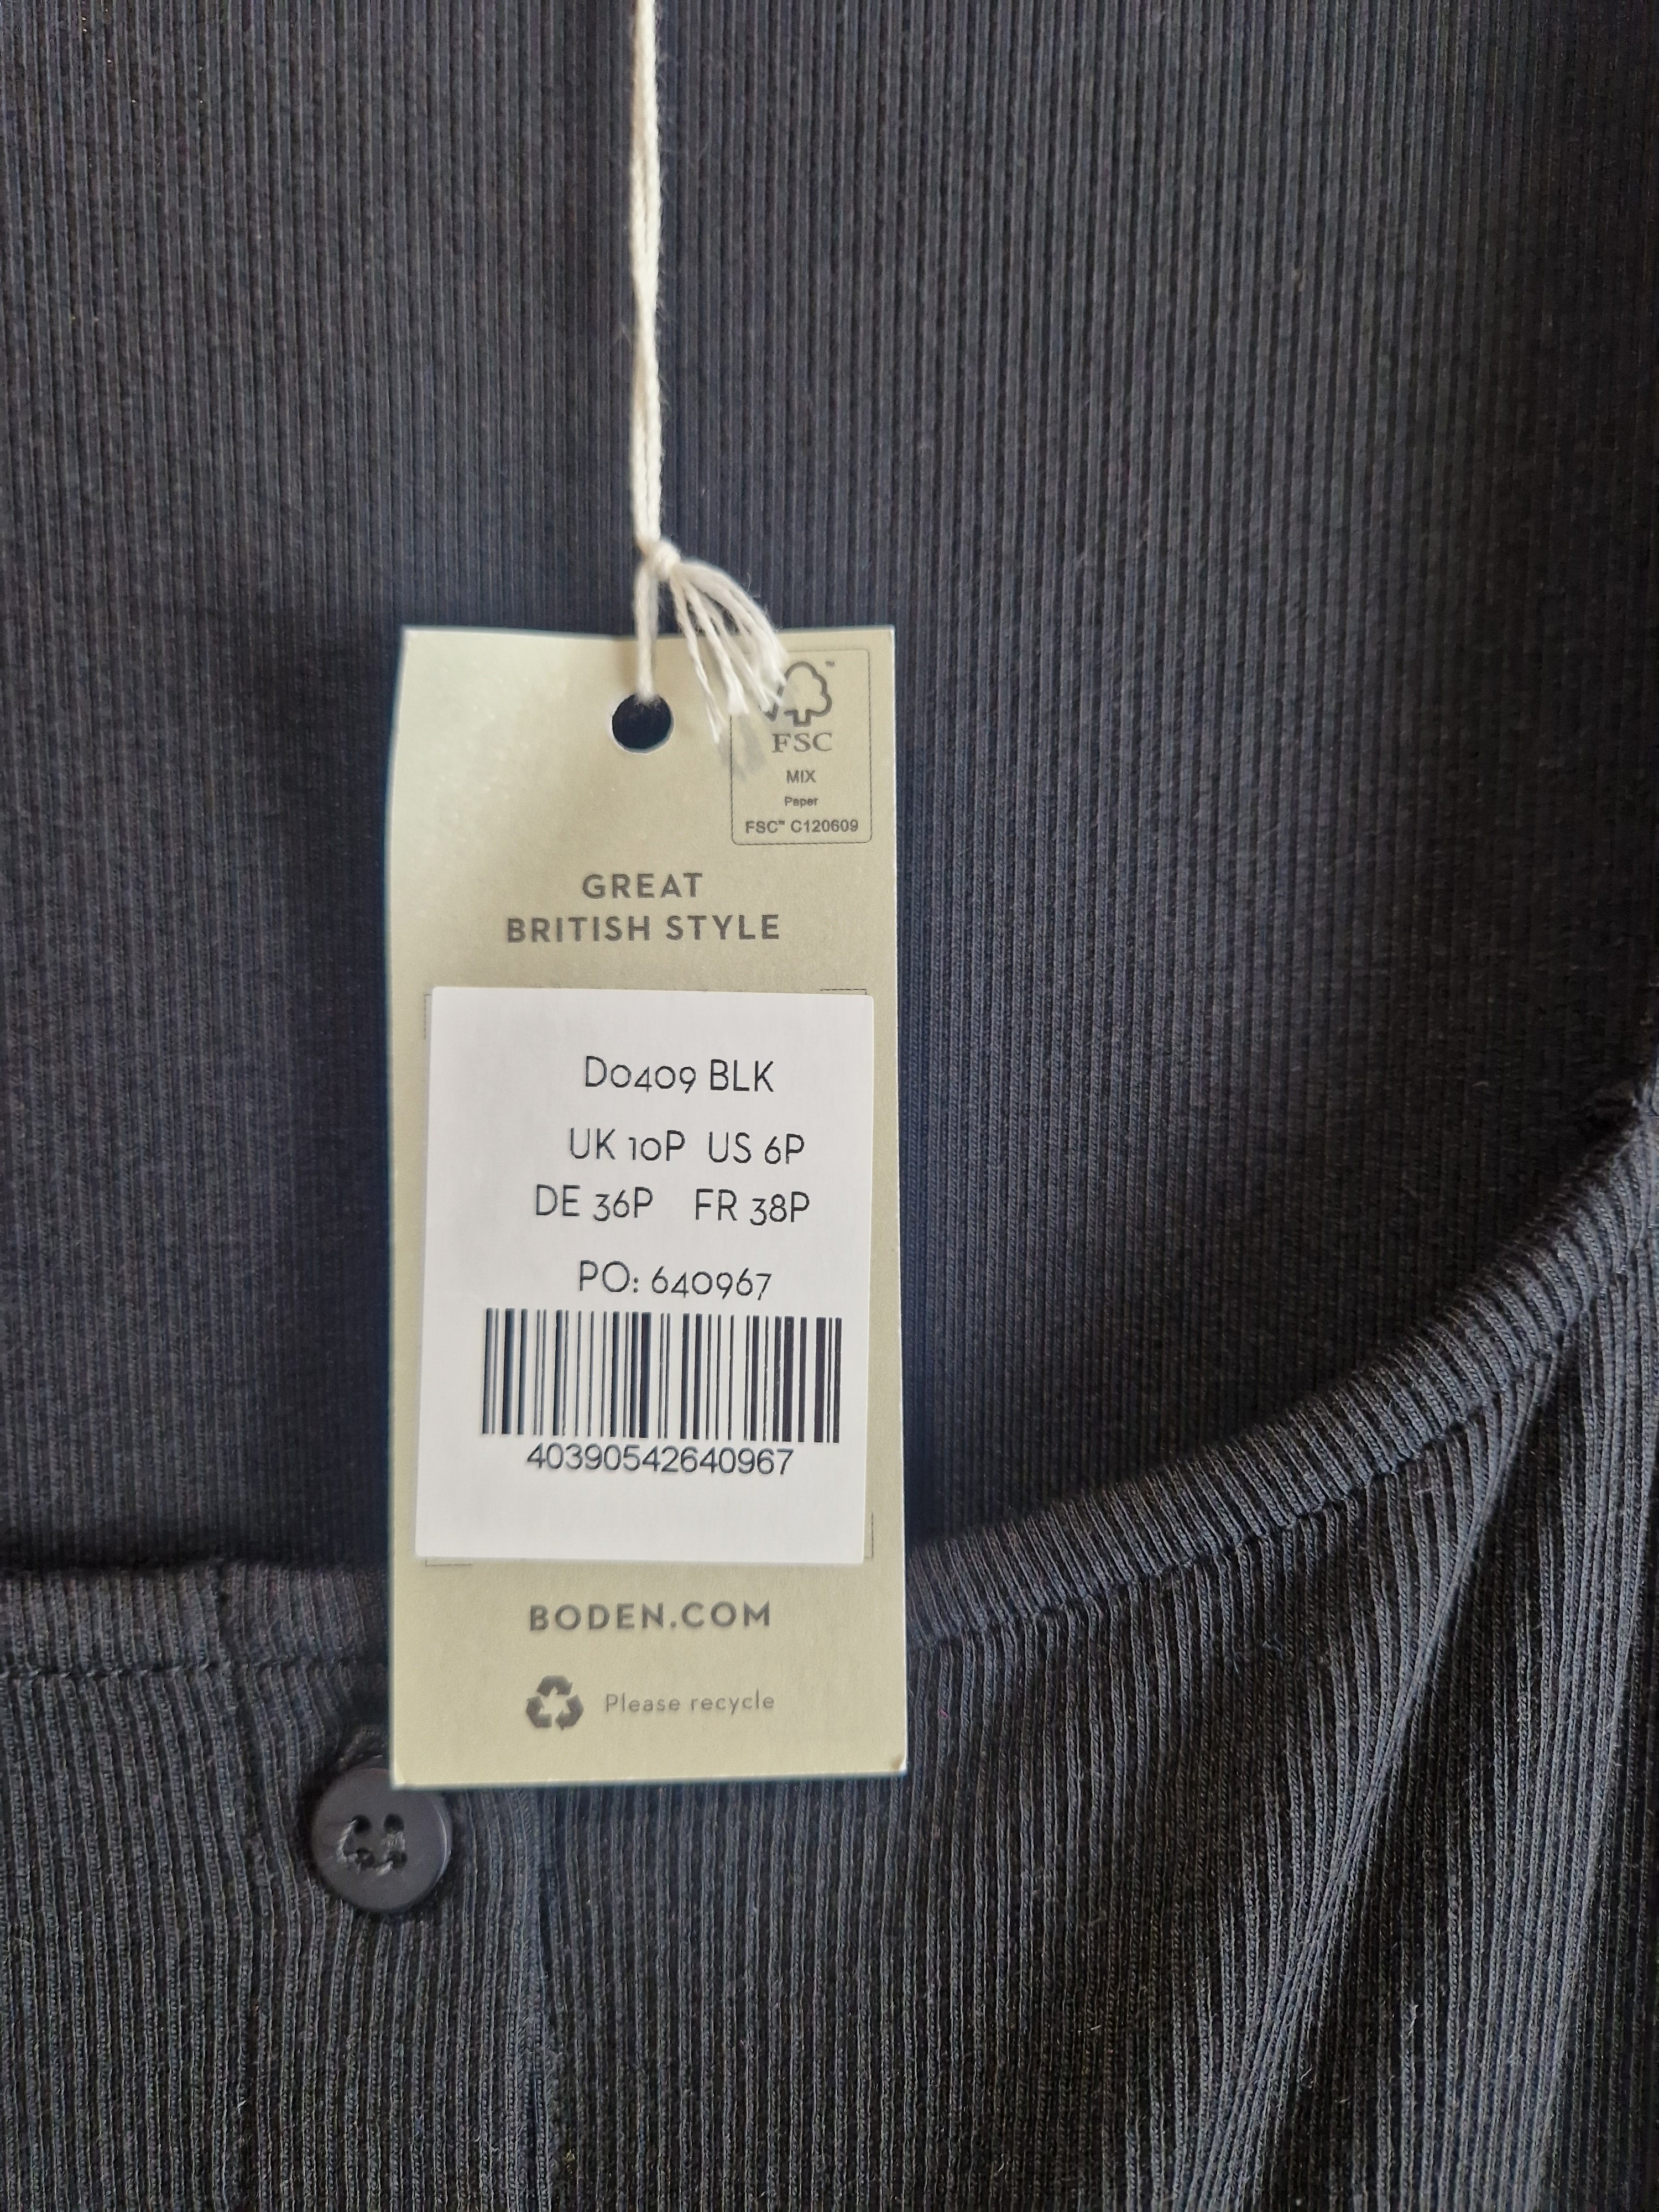 FSC
MIX
Paper
FSC™ C120609
GREAT
BRITISH STYLE
D0409 BLK
UK 10P US 6P
DE 36P FR 38P
PO: 640967
40390542640967
BODEN.COM
Please recycle